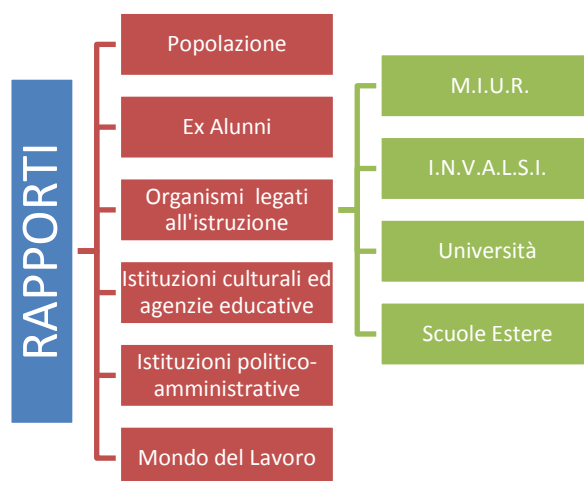 RAPPORTI
Popolazione
Ex Alunni
Organismi legati
all'istruzione
Istituzioni culturali ed
agenzie educative
Istituzioni politico-
amministrative
Mondo del Lavoro
M.I.U.R.
I.N.V.A.L.S.I.
Università
Scuole Estere